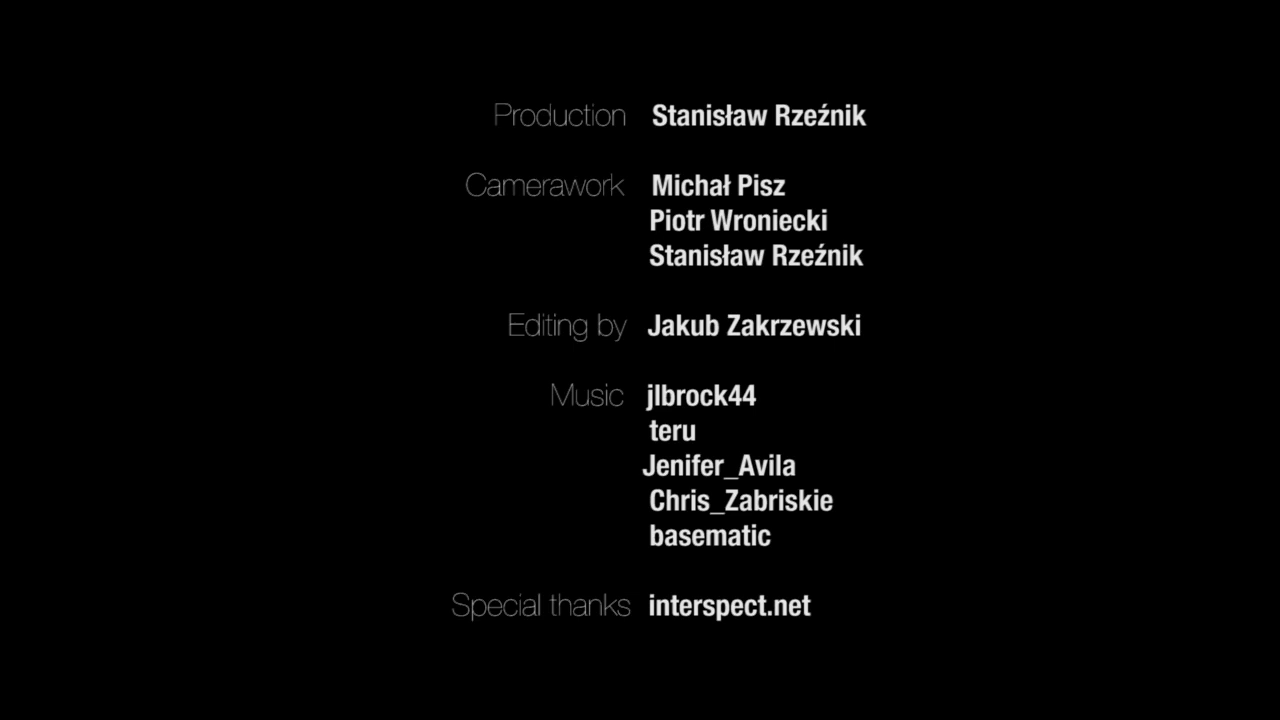 Production Stanisław Rzeźnik
Camerawork Michał Pisz
Piotr Wroniecki
Stanisław Rzeźnik
Editing by Jakub Zakrzewski
Music jlbrock44
teru
Jenifer_Avila
Chris_Zabriskie
basematic
Special thanks interspect.net